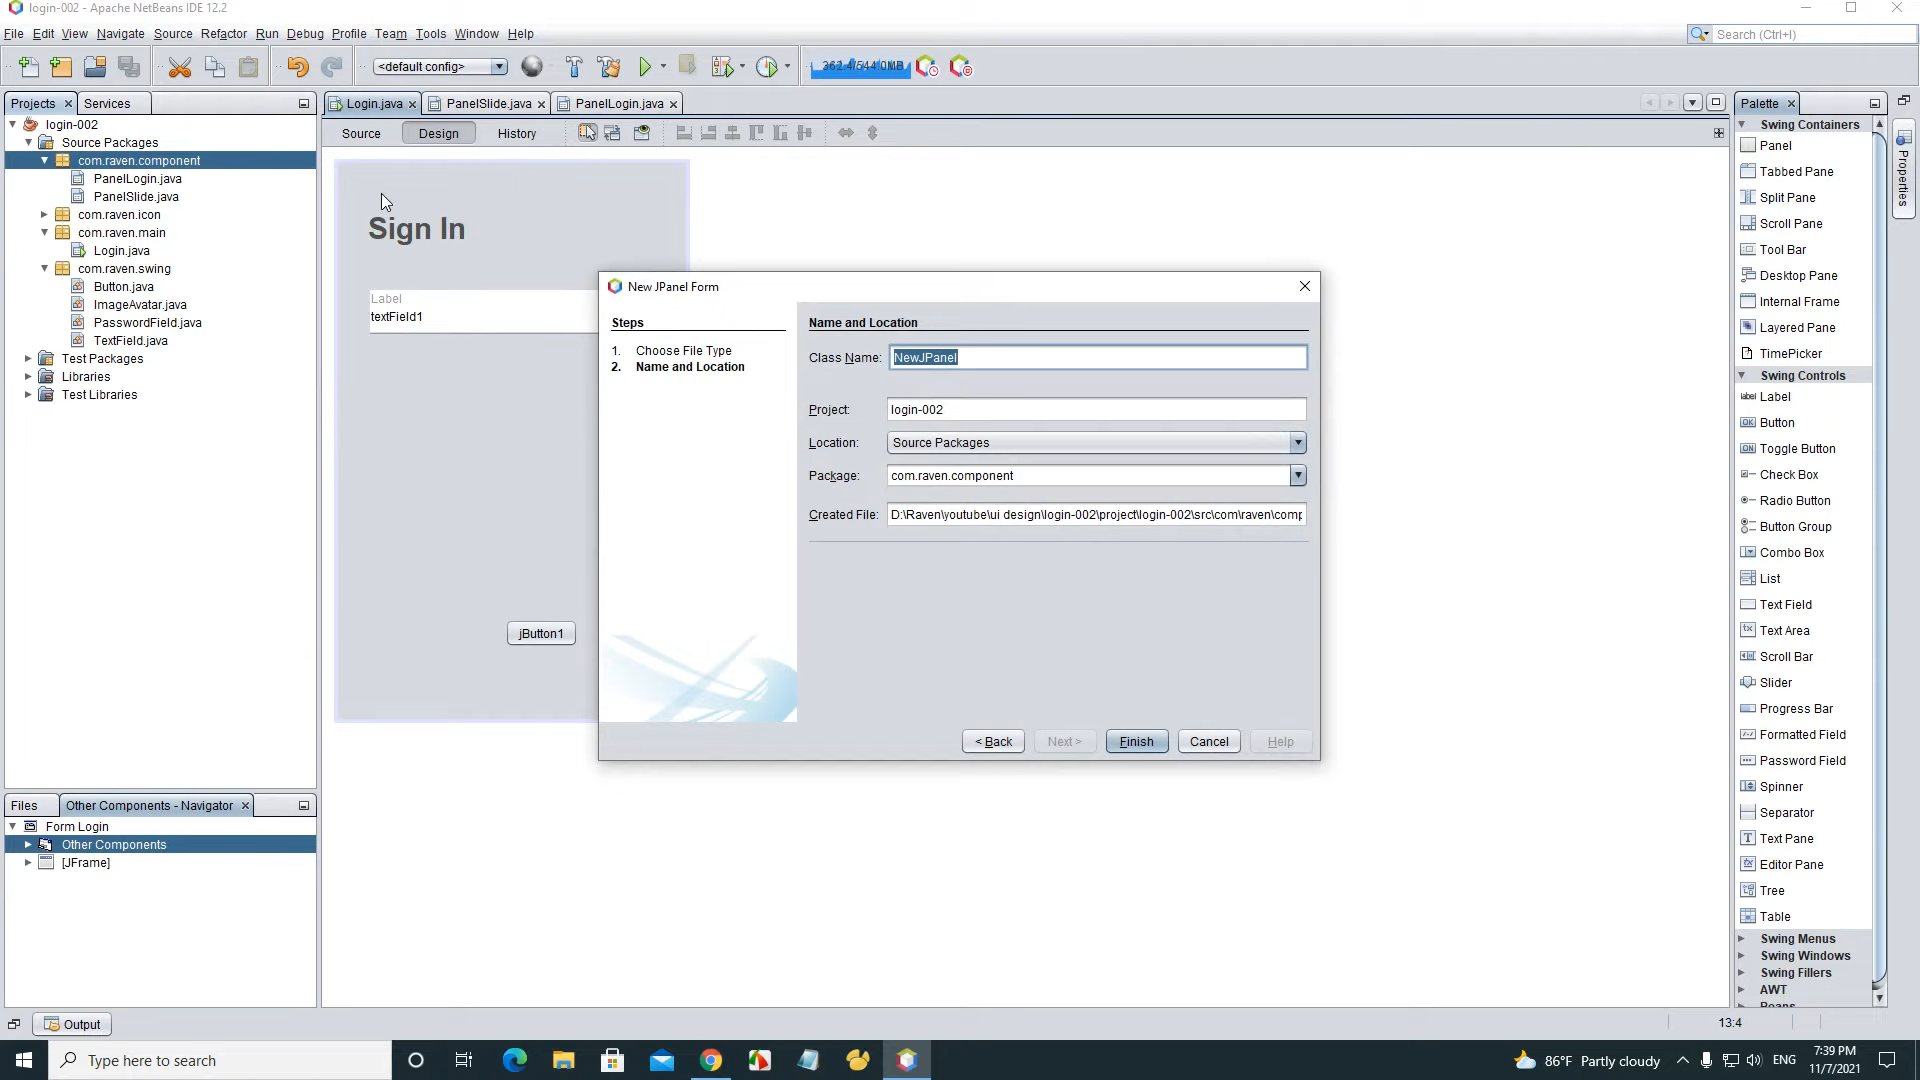 login-002 - Apache NetBeans IDE 12.2
File Edit View Navigate Source Refactor Run Debug Profile Team Tools Window Help
Search (Ctrl+I)
<default config>
362.4/544.0MB
Projects Services
Login.java PanelSlide.java PanelLogin.java
Palette
Source Design History
login-002
Source Packages
com.raven.component
PanelLogin.java
PanelSlide.java
com.raven.icon
com.raven.main
Login.java
com.raven.swing
Button.java
ImageAvatar.java
PasswordField.java
TextField.java
Test Packages
Libraries
Test Libraries
Sign In
Label
textField1
jButton1
New JPanel Form
Steps
1. Choose File Type
2. Name and Location
Name and Location
Class Name: NewJPanel
Project: login-002
Location: Source Packages
Package: com.raven.component
Created File: D:\Raven\youtube\ui design\login-002\project\login-002\src\com\raven\comp
< Back Next > Finish Cancel Help
Swing Containers
Panel
Tabbed Pane
Split Pane
Scroll Pane
Tool Bar
Desktop Pane
Internal Frame
Layered Pane
TimePicker
Swing Controls
Label
Button
Toggle Button
Check Box
Radio Button
Button Group
Combo Box
List
Text Field
Text Area
Scroll Bar
Slider
Progress Bar
Formatted Field
Password Field
Spinner
Separator
Text Pane
Editor Pane
Tree
Table
Swing Menus
Swing Windows
Swing Fillers
AWT
Beans
Properties
Files Other Components - Navigator
Form Login
Other Components
[JFrame]
Output
13:4
Type here to search
86°F Partly cloudy
ENG
7:39 PM
11/7/2021